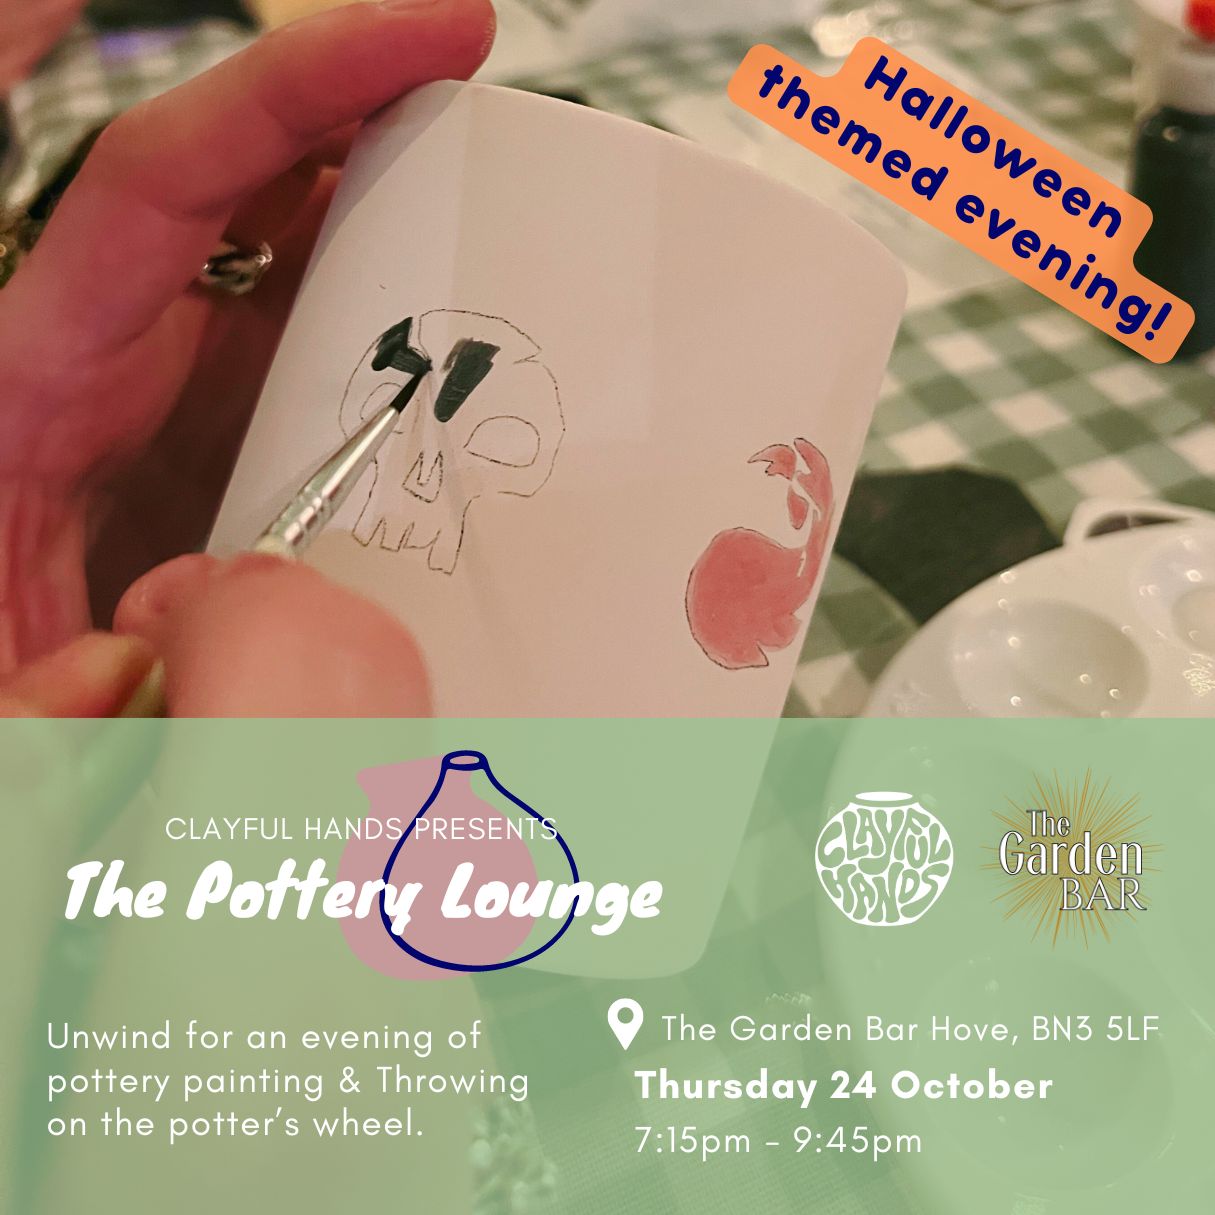 Halloween
themed evening!
CLAYFUL HANDS PRESENTS
The Pottery Lounge
CLAYFUL
HANDS
The
Garden
BAR
Unwind for an evening of
pottery painting & Throwing
on the potter’s wheel.
The Garden Bar Hove, BN3 5LF
Thursday 24 October
7:15pm - 9:45pm